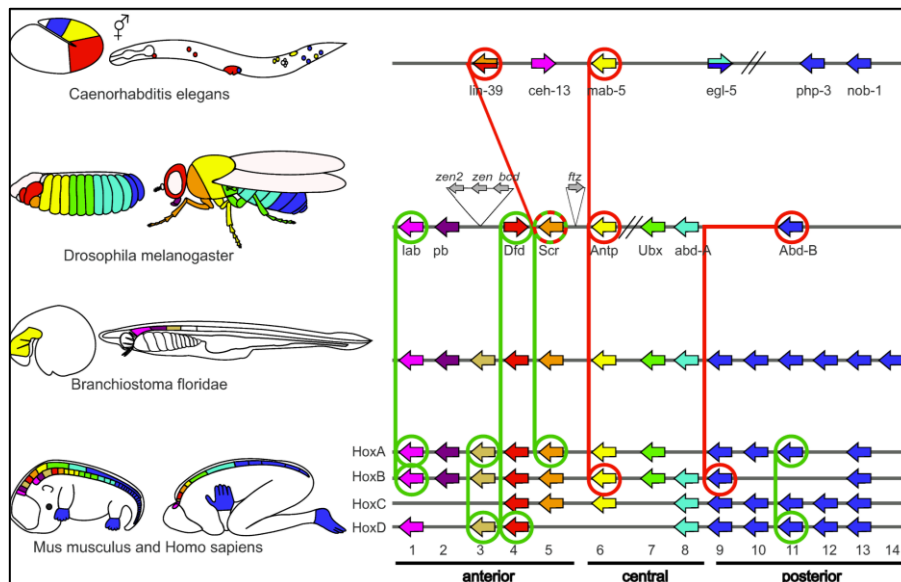 Caenorhabditis elegans
lin-39 ceh-13 mab-5 egl-5 php-3 nob-1
zen2 zen bcd ftz
Drosophila melanogaster
lab pb Dfd Scr Antp Ubx abd-A Abd-B
Branchiostoma floridae
HoxA
HoxB
HoxC
HoxD
Mus musculus and Homo sapiens
1 2 3 4 5 6 7 8 9 10 11 12 13 14
anterior central posterior